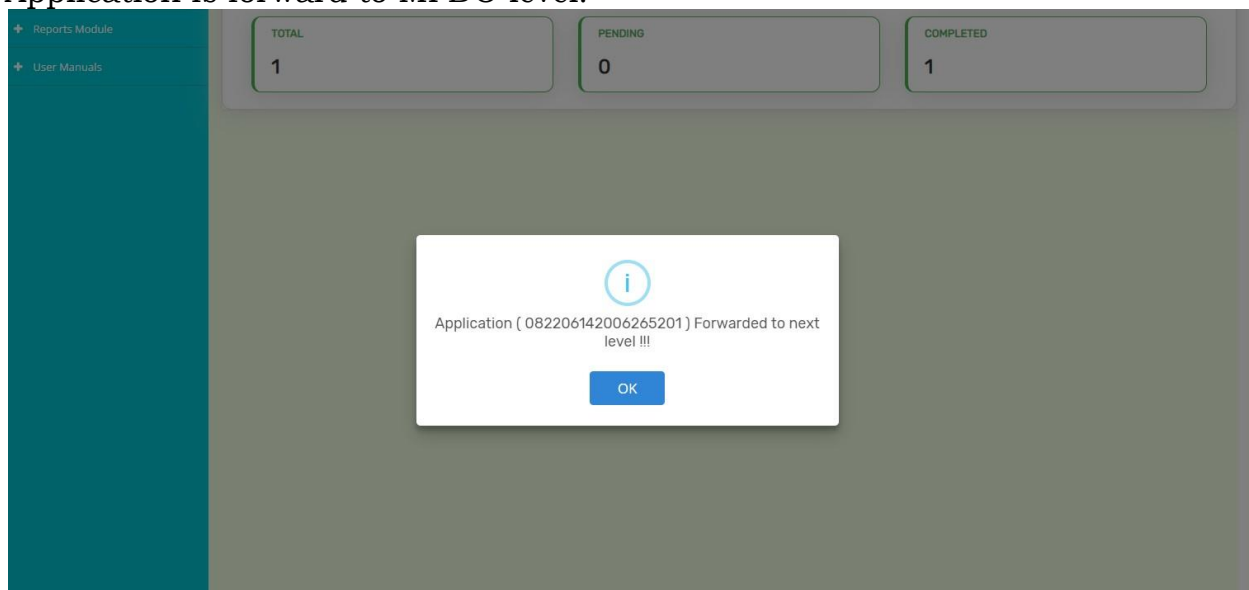 Application is forward to MPDO level.
Reports Module
User Manuals
TOTAL
1
PENDING
0
COMPLETED
1
i
Application ( 082206142006265201 ) Forwarded to next
level !!!
OK